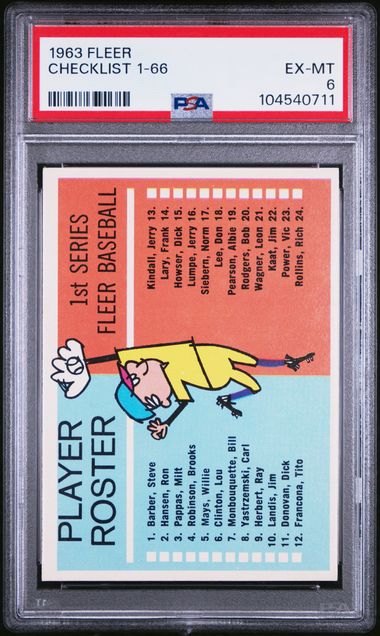 1963 FLEER
CHECKLIST 1-66
EX-MT
6
PSA
104540711
PLAYER
ROSTER
1st SERIES
FLEER BASEBALL
1. Barber, Steve
2. Hansen, Ron
3. Pappas, Milt
4. Robinson, Brooks
5. Mays, Willie
6. Clinton, Lou
7. Monbouquette, Bill
8. Yastrzemski, Carl
9. Herbert, Ray
10. Landis, Jim
11. Donovan, Dick
12. Francona, Tito
Kindall, Jerry 13.
Lary, Frank 14.
Howser, Dick 15.
Lumpe, Jerry 16.
Siebern, Norm 17.
Lee, Don 18.
Pearson, Albie 19.
Rodgers, Bob 20.
Wagner, Leon 21.
Kaat, Jim 22.
Power, Vic 23.
Rollins, Rich 24.